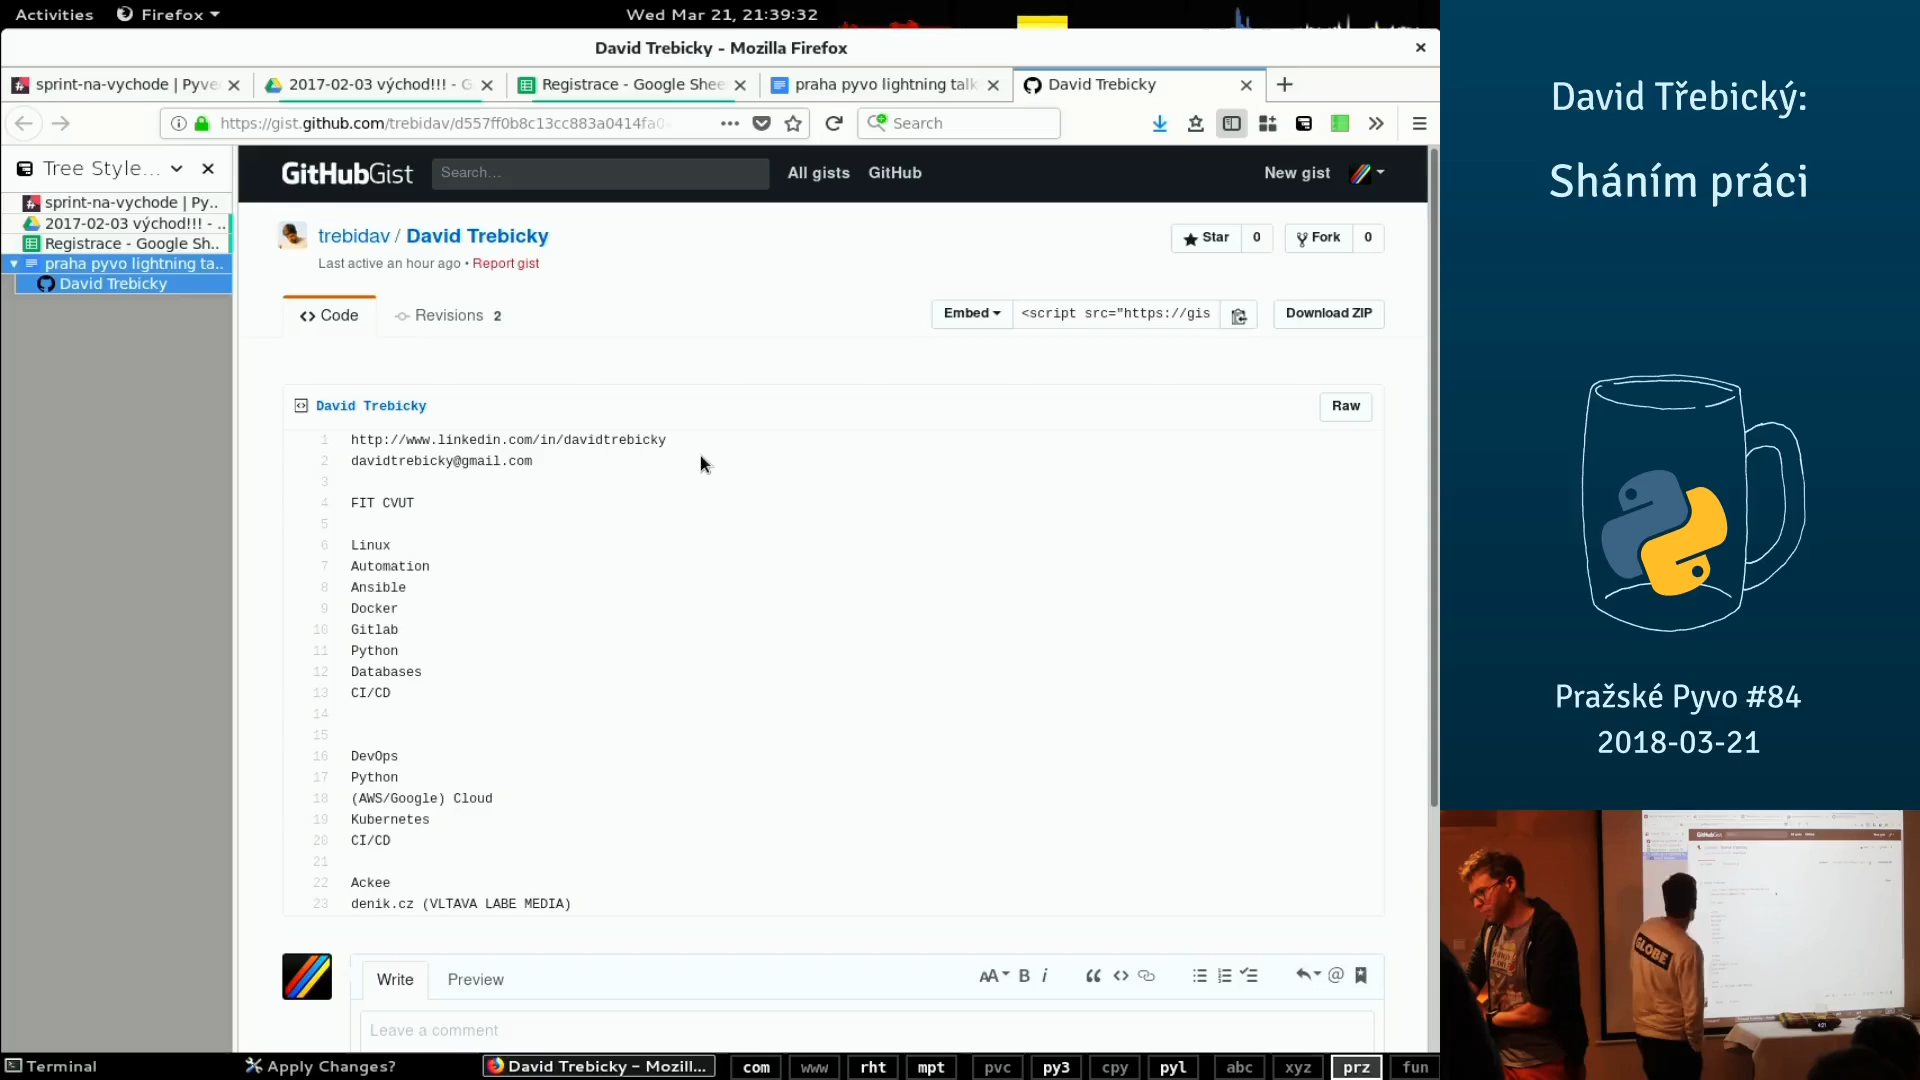 Activities
Firefox
Wed Mar 21, 21:39:32
David Trebicky - Mozilla Firefox
sprint-na-vychode | Pyve
2017-02-03 východ!!! - G
Registrace - Google Shee
praha pyvo lightning talk
David Trebicky
https://gist.github.com/trebidav/d557ff0b8c13cc883a0414fa0
Search
Tree Style...
sprint-na-vychode | Py..
2017-02-03 východ!!! - ..
Registrace - Google Sh..
praha pyvo lightning ta..
David Trebicky
GitHubGist
Search...
All gists
GitHub
New gist
trebidav / David Trebicky
Last active an hour ago • Report gist
Star 0
Fork 0
Code
Revisions 2
Embed
<script src="https://gis
Download ZIP
David Trebicky
Raw
1 http://www.linkedin.com/in/davidtrebicky
2 davidtrebicky@gmail.com
3
4 FIT CVUT
5
6 Linux
7 Automation
8 Ansible
9 Docker
10 Gitlab
11 Python
12 Databases
13 CI/CD
14
15
16 DevOps
17 Python
18 (AWS/Google) Cloud
19 Kubernetes
20 CI/CD
21
22 Ackee
23 denik.cz (VLTAVA LABE MEDIA)
Write
Preview
AA B i
Leave a comment
Terminal
Apply Changes?
David Trebicky - Mozill...
com www rht mpt pvc py3 cpy pyl abc xyz prz fun
David Třebický:
Sháním práci
Pražské Pyvo #84
2018-03-21
GLOBE
GitHubGist